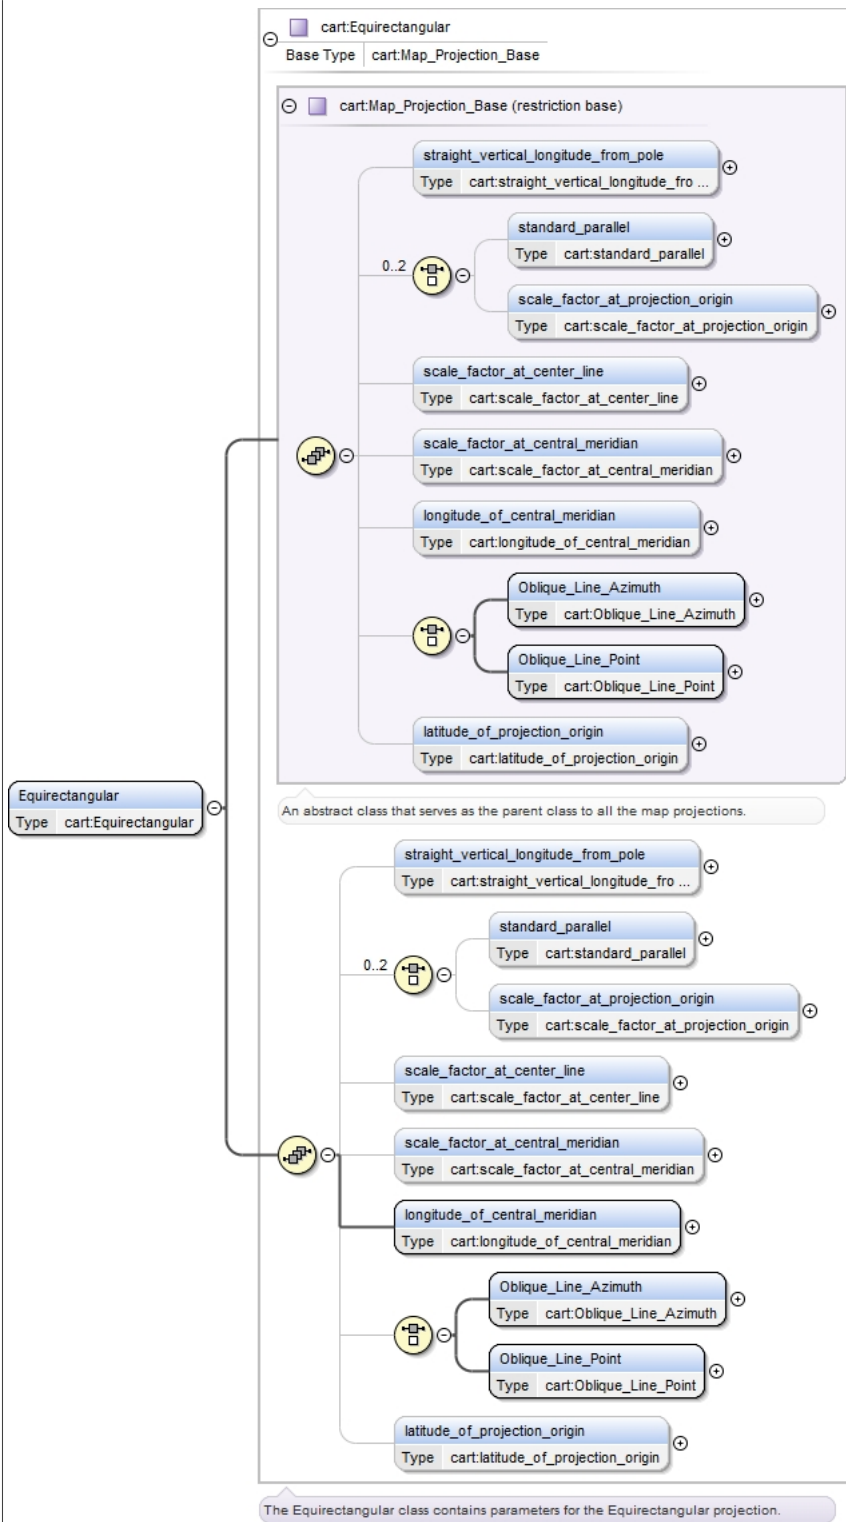 cart:Equirectangular
Base Type cart:Map_Projection_Base
cart:Map_Projection_Base (restriction base)
straight_vertical_longitude_from_pole
Type cart:straight_vertical_longitude_fro ...
0..2
standard_parallel
Type cart:standard_parallel
scale_factor_at_projection_origin
Type cart:scale_factor_at_projection_origin
scale_factor_at_center_line
Type cart:scale_factor_at_center_line
scale_factor_at_central_meridian
Type cart:scale_factor_at_central_meridian
longitude_of_central_meridian
Type cart:longitude_of_central_meridian
Oblique_Line_Azimuth
Type cart:Oblique_Line_Azimuth
Oblique_Line_Point
Type cart:Oblique_Line_Point
latitude_of_projection_origin
Type cart:latitude_of_projection_origin
Equirectangular
Type cart:Equirectangular
An abstract class that serves as the parent class to all the map projections.
straight_vertical_longitude_from_pole
Type cart:straight_vertical_longitude_fro ...
0..2
standard_parallel
Type cart:standard_parallel
scale_factor_at_projection_origin
Type cart:scale_factor_at_projection_origin
scale_factor_at_center_line
Type cart:scale_factor_at_center_line
scale_factor_at_central_meridian
Type cart:scale_factor_at_central_meridian
longitude_of_central_meridian
Type cart:longitude_of_central_meridian
Oblique_Line_Azimuth
Type cart:Oblique_Line_Azimuth
Oblique_Line_Point
Type cart:Oblique_Line_Point
latitude_of_projection_origin
Type cart:latitude_of_projection_origin
The Equirectangular class contains parameters for the Equirectangular projection.